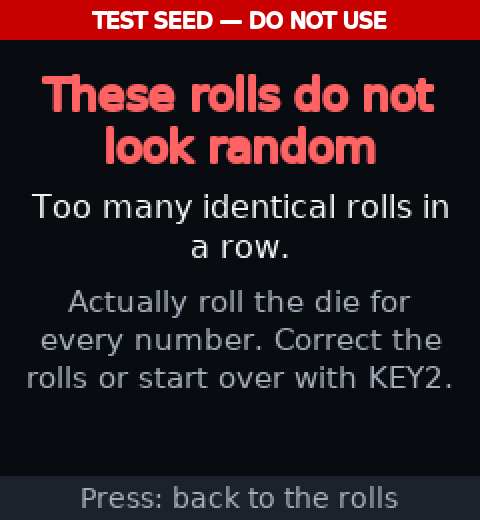 TEST SEED — DO NOT USE
These rolls do not
look random
Too many identical rolls in
a row.
Actually roll the die for
every number. Correct the
rolls or start over with KEY2.
Press: back to the rolls